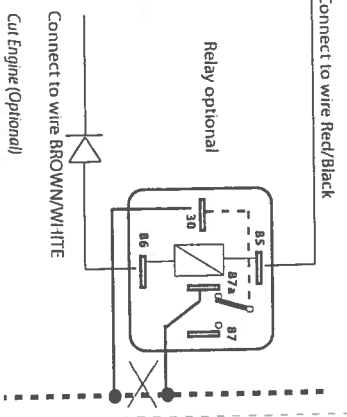 Connect to wire Red/Black
Relay optional
Connect to wire BROWN/WHITE
Cut Engine (Optional)
85
30
87a
87
86